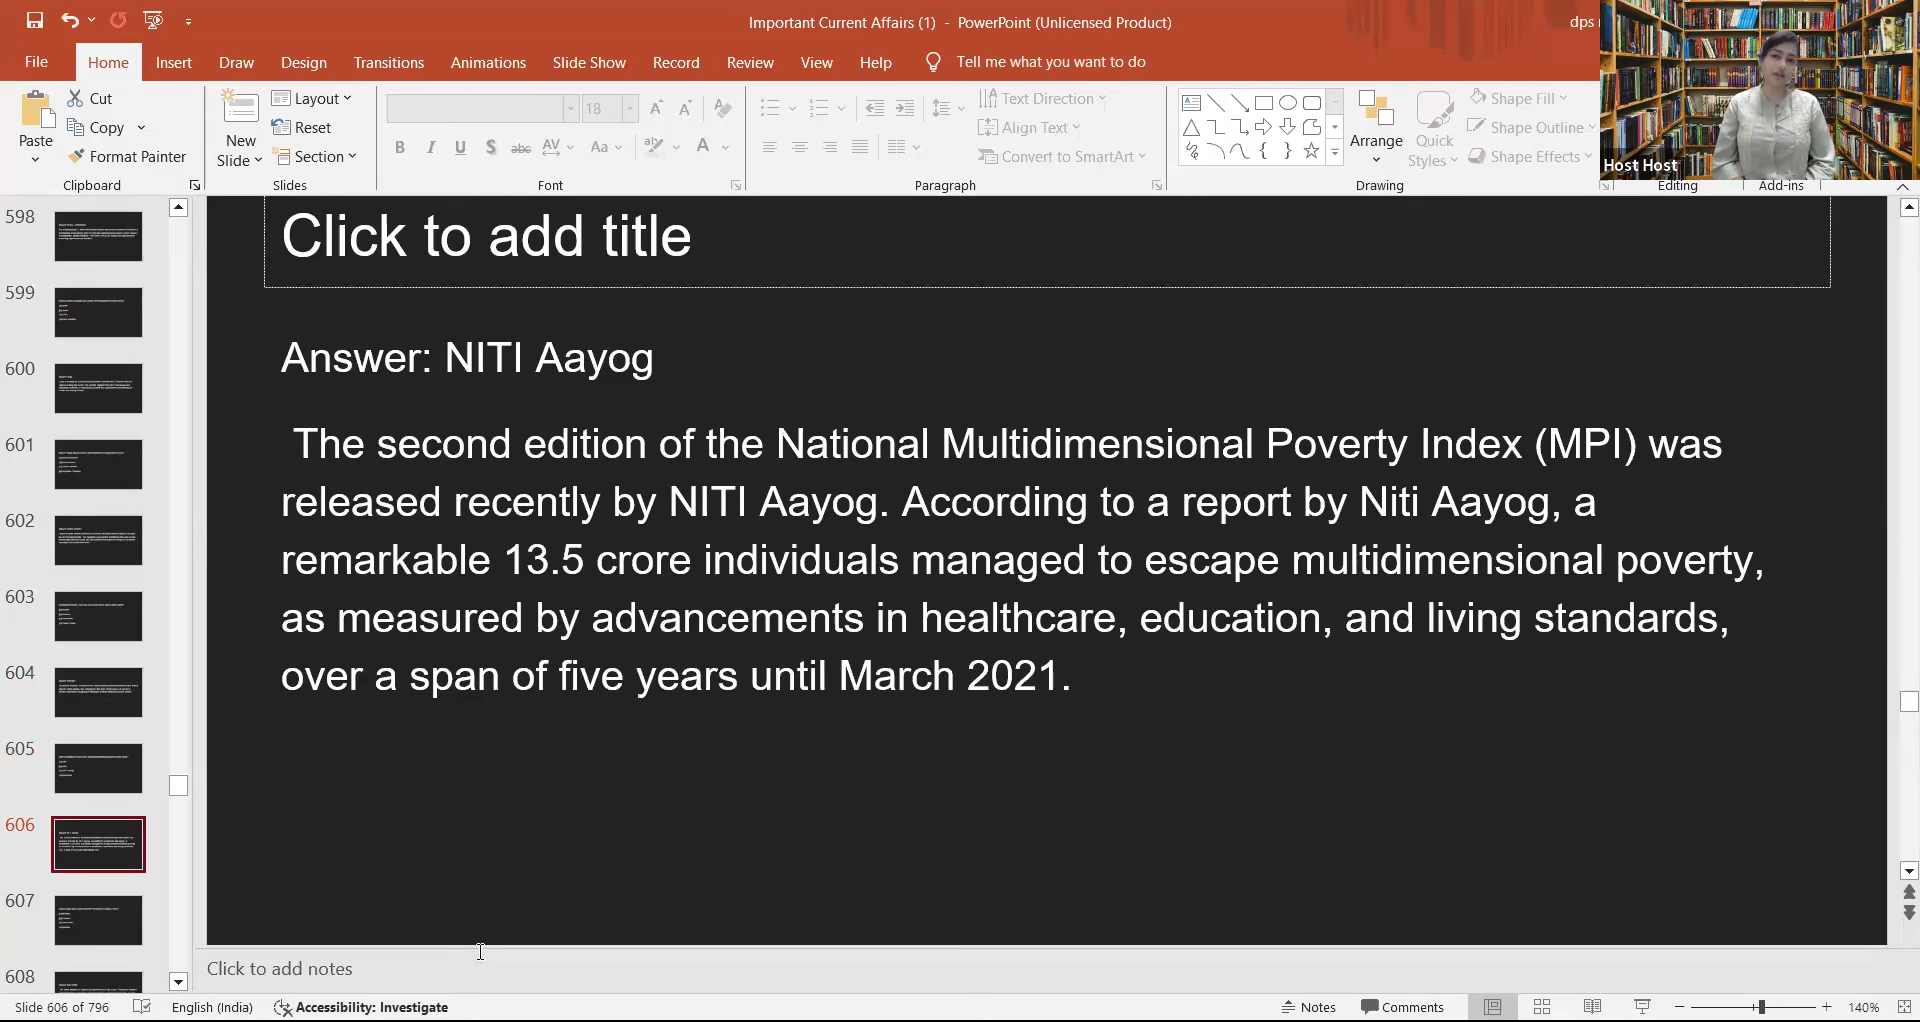 Important Current Affairs (1) - PowerPoint (Unlicensed Product)
dps
File Home Insert Draw Design Transitions Animations Slide Show Record Review View Help Tell me what you want to do
Paste
Cut
Copy
Format Painter
Clipboard
New
Slide
Layout
Reset
Section
Slides
18
B I U S abc AV Aa A
Font
Paragraph
Text Direction
Align Text
Convert to SmartArt
Drawing
Arrange
Quick
Styles
Shape Fill
Shape Outline
Shape Effects
Editing
Add-ins
Host Host
598
599
600
601
602
603
604
605
606
607
608
Click to add title
Answer: NITI Aayog
The second edition of the National Multidimensional Poverty Index (MPI) was
released recently by NITI Aayog. According to a report by Niti Aayog, a
remarkable 13.5 crore individuals managed to escape multidimensional poverty,
as measured by advancements in healthcare, education, and living standards,
over a span of five years until March 2021.
Click to add notes
Slide 606 of 796 English (India) Accessibility: Investigate Notes Comments 140%